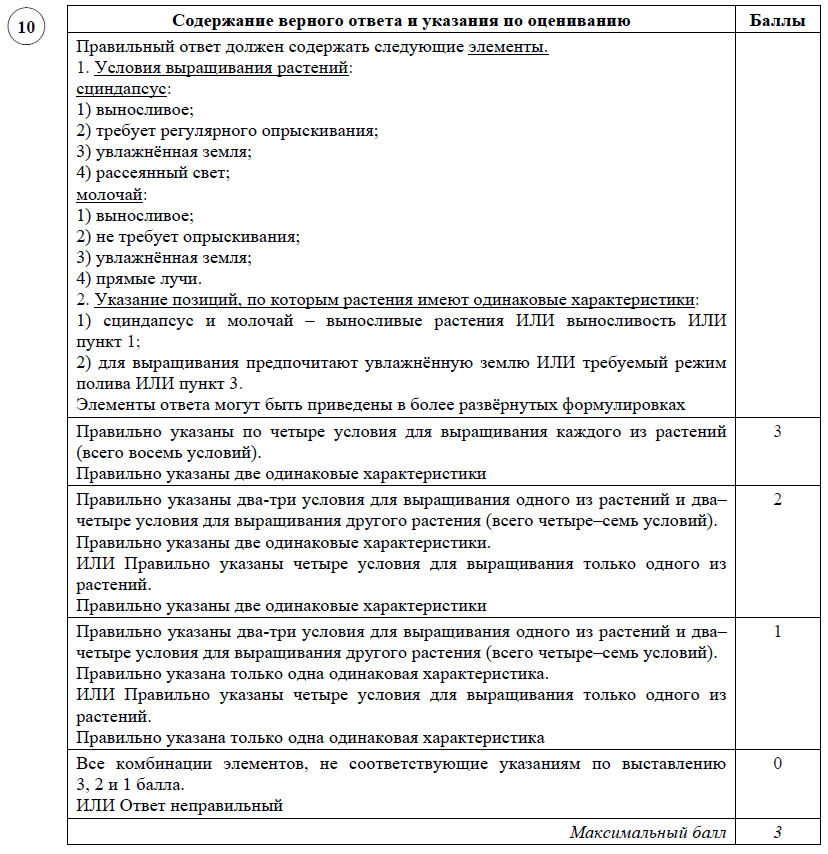 10
Содержание верного ответа и указания по оцениванию
Баллы
Правильный ответ должен содержать следующие элементы.
1. Условия выращивания растений:
сциндапсус:
1) выносливое;
2) требует регулярного опрыскивания;
3) увлажнённая земля;
4) рассеянный свет;
молочай:
1) выносливое;
2) не требует опрыскивания;
3) увлажнённая земля;
4) прямые лучи.
2. Указание позиций, по которым растения имеют одинаковые характеристики:
1) сциндапсус и молочай – выносливые растения ИЛИ выносливость ИЛИ
пункт 1;
2) для выращивания предпочитают увлажнённую землю ИЛИ требуемый режим
полива ИЛИ пункт 3.
Элементы ответа могут быть приведены в более развёрнутых формулировках
Правильно указаны по четыре условия для выращивания каждого из растений
(всего восемь условий).
Правильно указаны две одинаковые характеристики
3
Правильно указаны два-три условия для выращивания одного из растений и два–
четыре условия для выращивания другого растения (всего четыре–семь условий).
Правильно указаны две одинаковые характеристики.
ИЛИ Правильно указаны четыре условия для выращивания только одного из
растений.
Правильно указаны две одинаковые характеристики
2
Правильно указаны два-три условия для выращивания одного из растений и два–
четыре условия для выращивания другого растения (всего четыре–семь условий).
Правильно указана только одна одинаковая характеристика.
ИЛИ Правильно указаны четыре условия для выращивания только одного из
растений.
Правильно указана только одна одинаковая характеристика
1
Все комбинации элементов, не соответствующие указаниям по выставлению
3, 2 и 1 балла.
ИЛИ Ответ неправильный
0
Максимальный балл
3